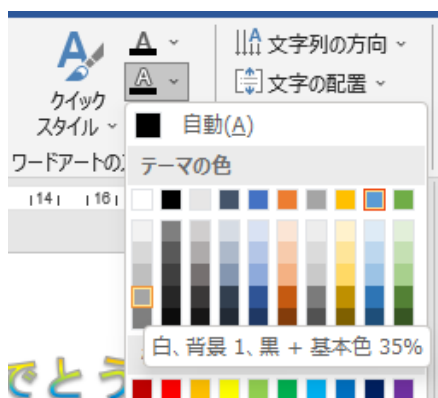 A A 文字列の方向
A 文字の配置
クイック
スタイル
自動(A)
ワードアートの
テーマの色
14 16
白、背景 1、黒 + 基本色 35%
でとう